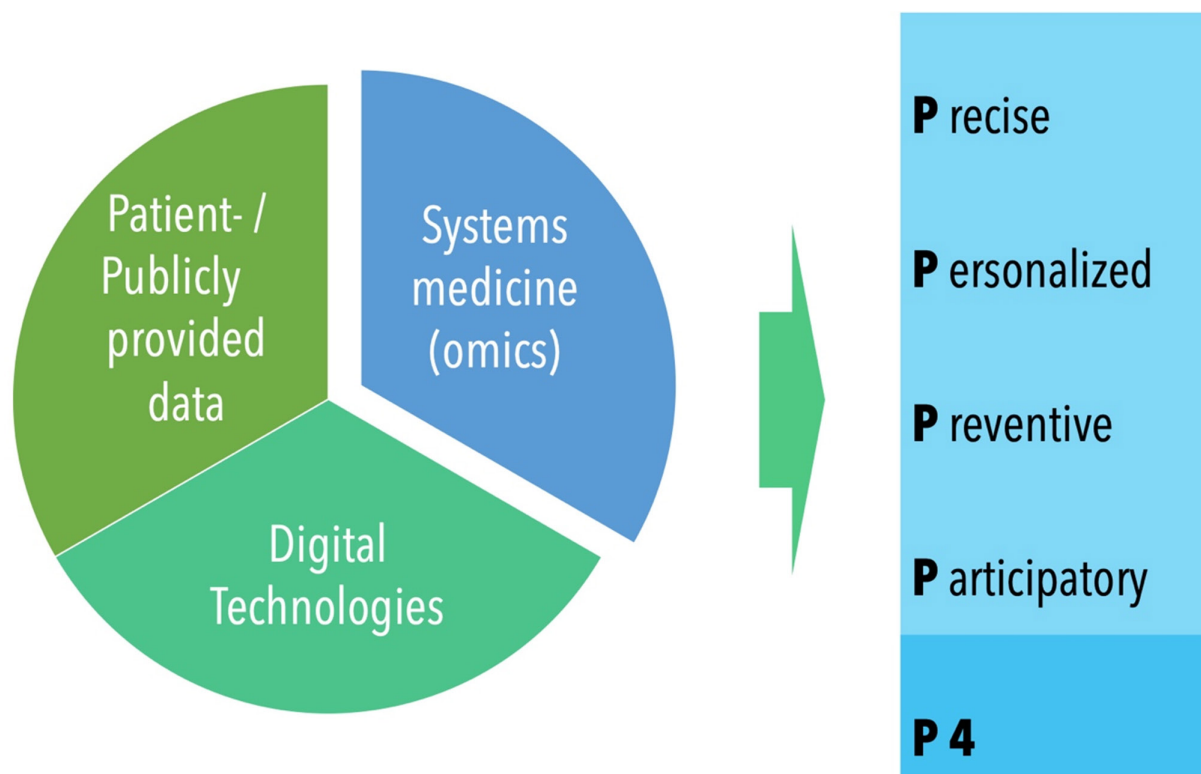 Patient- /
Publicly
provided
data
Systems
medicine
(omics)
Digital
Technologies
P recise
P ersonalized
P reventive
P articipatory
P 4